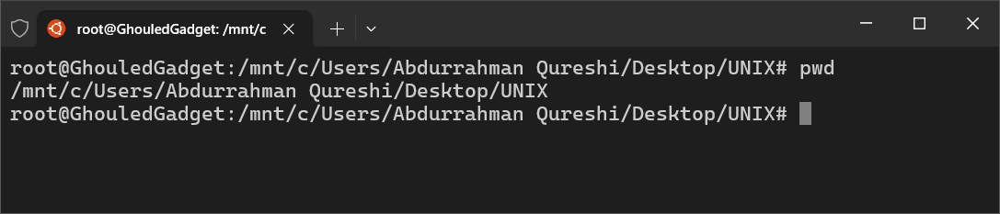 root@GhouledGadget: /mnt/c
root@GhouledGadget:/mnt/c/Users/Abdurrahman Qureshi/Desktop/UNIX# pwd
/mnt/c/Users/Abdurrahman Qureshi/Desktop/UNIX
root@GhouledGadget:/mnt/c/Users/Abdurrahman Qureshi/Desktop/UNIX#